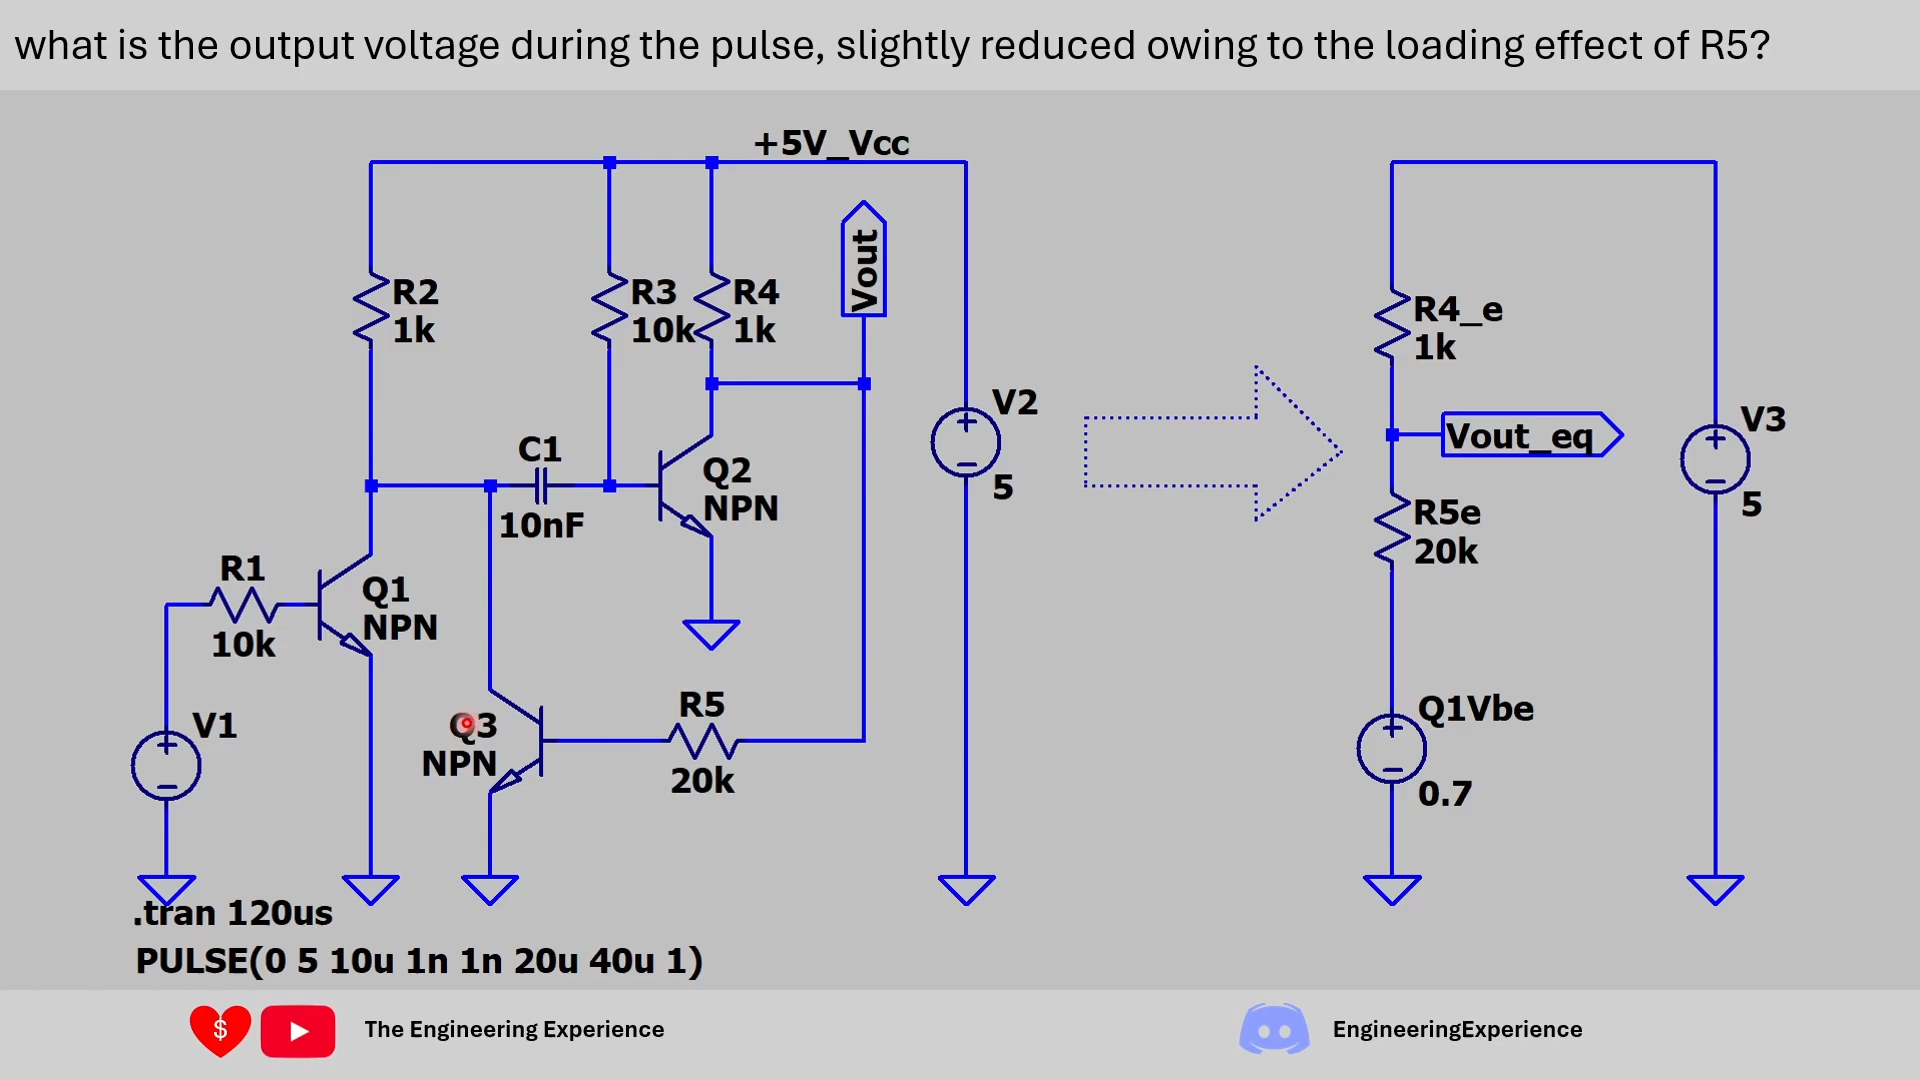 what is the output voltage during the pulse, slightly reduced owing to the loading effect of R5?
+5V_Vcc
Vout
R2
1k
R3
10k
R4
1k
R4_e
1k
V2
5
V3
5
Vout_eq
C1
10nF
Q2
NPN
R5e
20k
R1
10k
Q1
NPN
V1
Q3
NPN
R5
20k
Q1Vbe
0.7
.tran 120us
PULSE(0 5 10u 1n 1n 20u 40u 1)
$
The Engineering Experience
EngineeringExperience